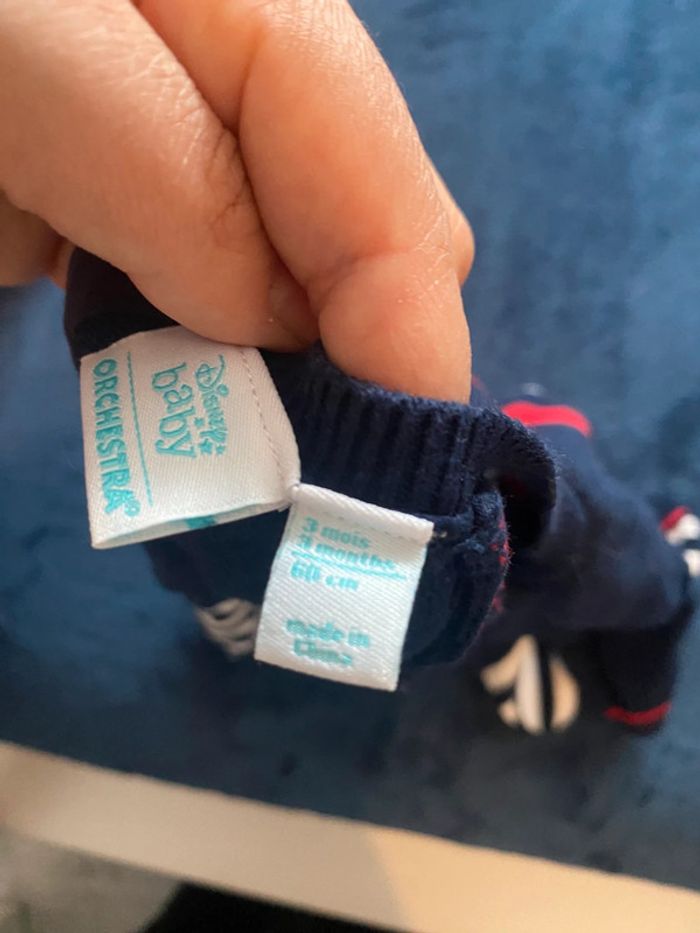 Disney
baby
ORCHESTRA®
3 mois
3 months
60 cm
made in
China